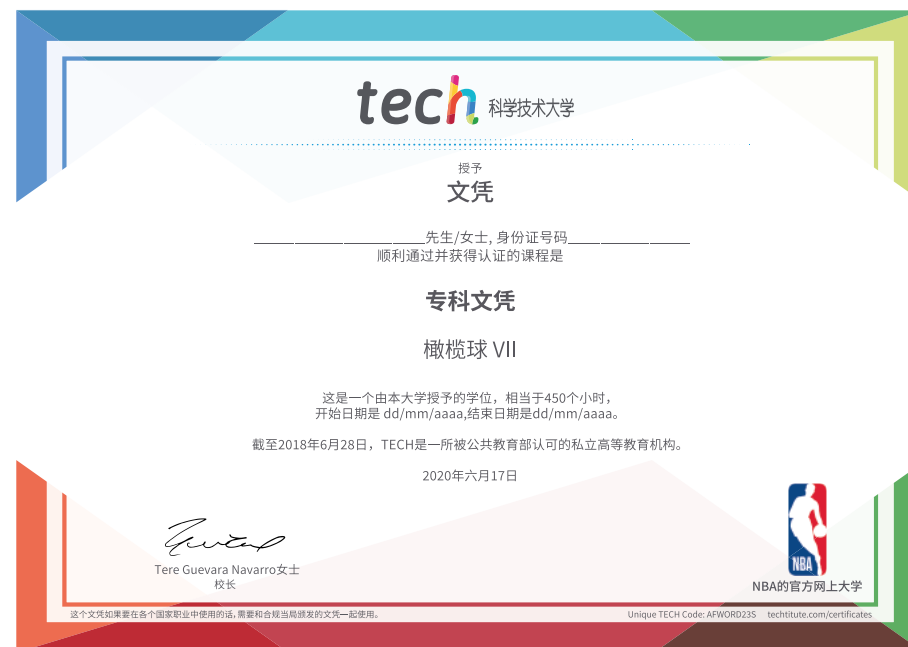 tech 科学技术大学
授予
文凭
______________________先生/女士, 身份证号码________________
顺利通过并获得认证的课程是
专科文凭
橄榄球 VII
这是一个由本大学授予的学位，相当于450个小时，
开始日期是 dd/mm/aaaa,结束日期是dd/mm/aaaa。
截至2018年6月28日，TECH是一所被公共教育部认可的私立高等教育机构。
2020年六月17日
Tere Guevara Navarro女士
校长
NBA
NBA的官方网上大学
这个文凭如果要在各个国家职业中使用的话,需要和合规当局颁发的文凭一起使用。
Unique TECH Code: AFWORD23S techtitute.com/certificates